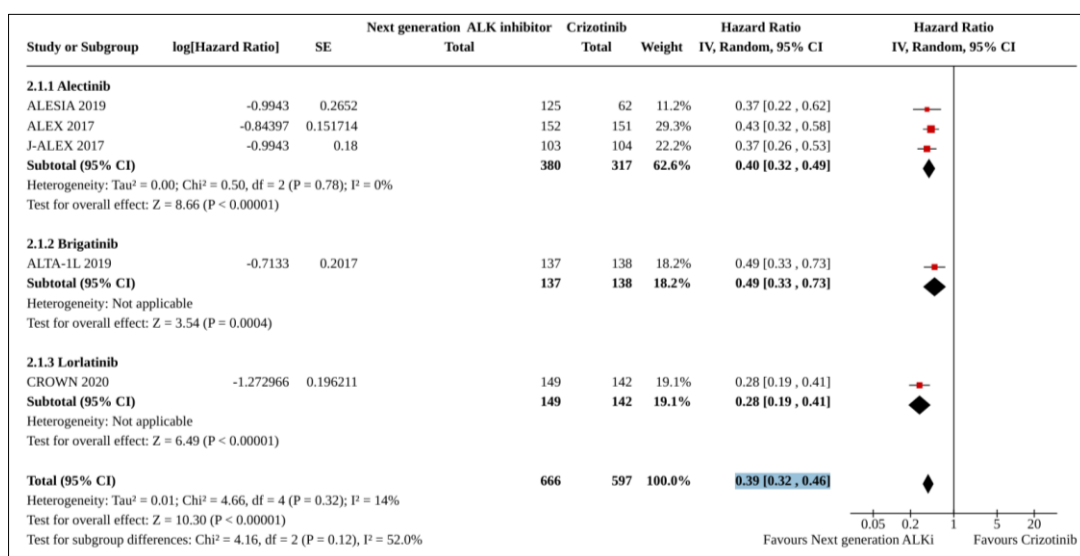 Next generation ALK inhibitor Crizotinib Hazard Ratio Hazard Ratio
Study or Subgroup log[Hazard Ratio] SE Total Total Weight IV, Random, 95% CI IV, Random, 95% CI
2.1.1 Alectinib
ALESIA 2019 -0.9943 0.2652 125 62 11.2% 0.37 [0.22 , 0.62]
ALEX 2017 -0.84397 0.151714 152 151 29.3% 0.43 [0.32 , 0.58]
J-ALEX 2017 -0.9943 0.18 103 104 22.2% 0.37 [0.26 , 0.53]
Subtotal (95% CI) 380 317 62.6% 0.40 [0.32 , 0.49]
Heterogeneity: Tau² = 0.00; Chi² = 0.50, df = 2 (P = 0.78); I² = 0%
Test for overall effect: Z = 8.66 (P < 0.00001)
2.1.2 Brigatinib
ALTA-1L 2019 -0.7133 0.2017 137 138 18.2% 0.49 [0.33 , 0.73]
Subtotal (95% CI) 137 138 18.2% 0.49 [0.33 , 0.73]
Heterogeneity: Not applicable
Test for overall effect: Z = 3.54 (P = 0.0004)
2.1.3 Lorlatinib
CROWN 2020 -1.272966 0.196211 149 142 19.1% 0.28 [0.19 , 0.41]
Subtotal (95% CI) 149 142 19.1% 0.28 [0.19 , 0.41]
Heterogeneity: Not applicable
Test for overall effect: Z = 6.49 (P < 0.00001)
Total (95% CI) 666 597 100.0% 0.39 [0.32 , 0.46]
Heterogeneity: Tau² = 0.01; Chi² = 4.66, df = 4 (P = 0.32); I² = 14%
Test for overall effect: Z = 10.30 (P < 0.00001) 0.05 0.2 1 5 20
Test for subgroup differences: Chi² = 4.16, df = 2 (P = 0.12), I² = 52.0% Favours Next generation ALKi Favours Crizotinib